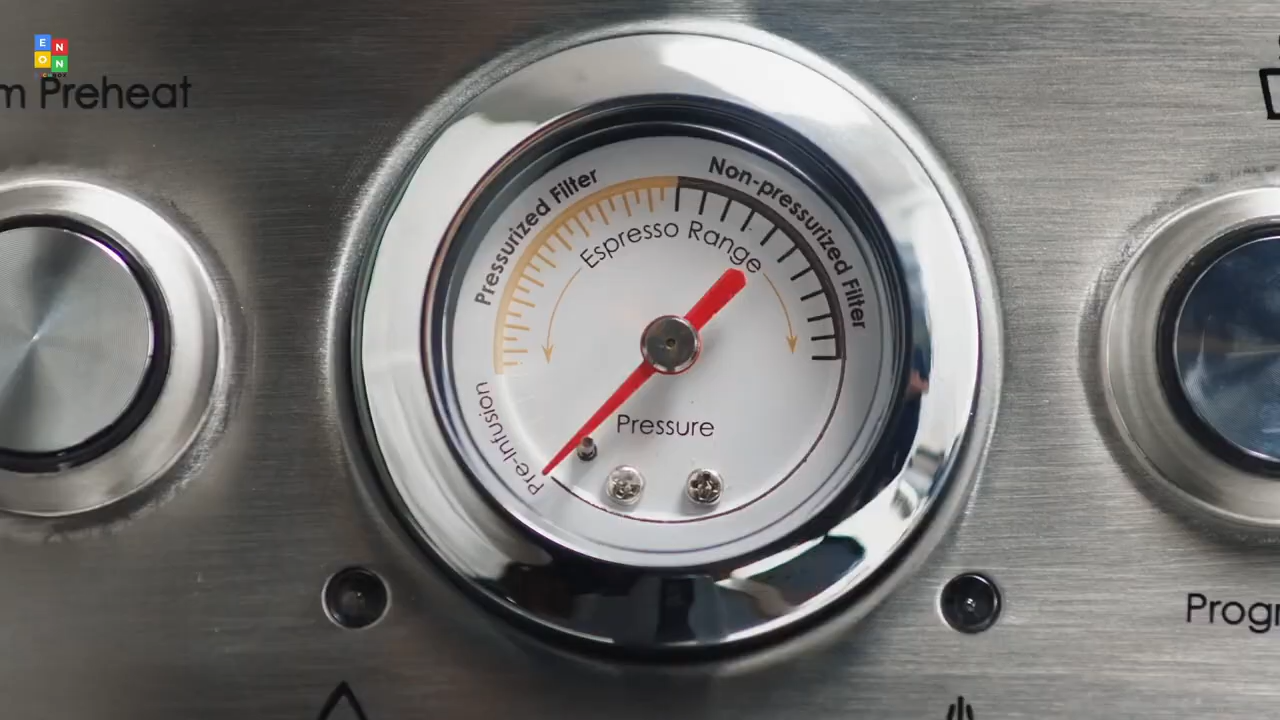 E N
O N
m Preheat
Pressurized Filter
Non-pressurized Filter
Espresso Range
Pre-Infusion
Pressure
Progr